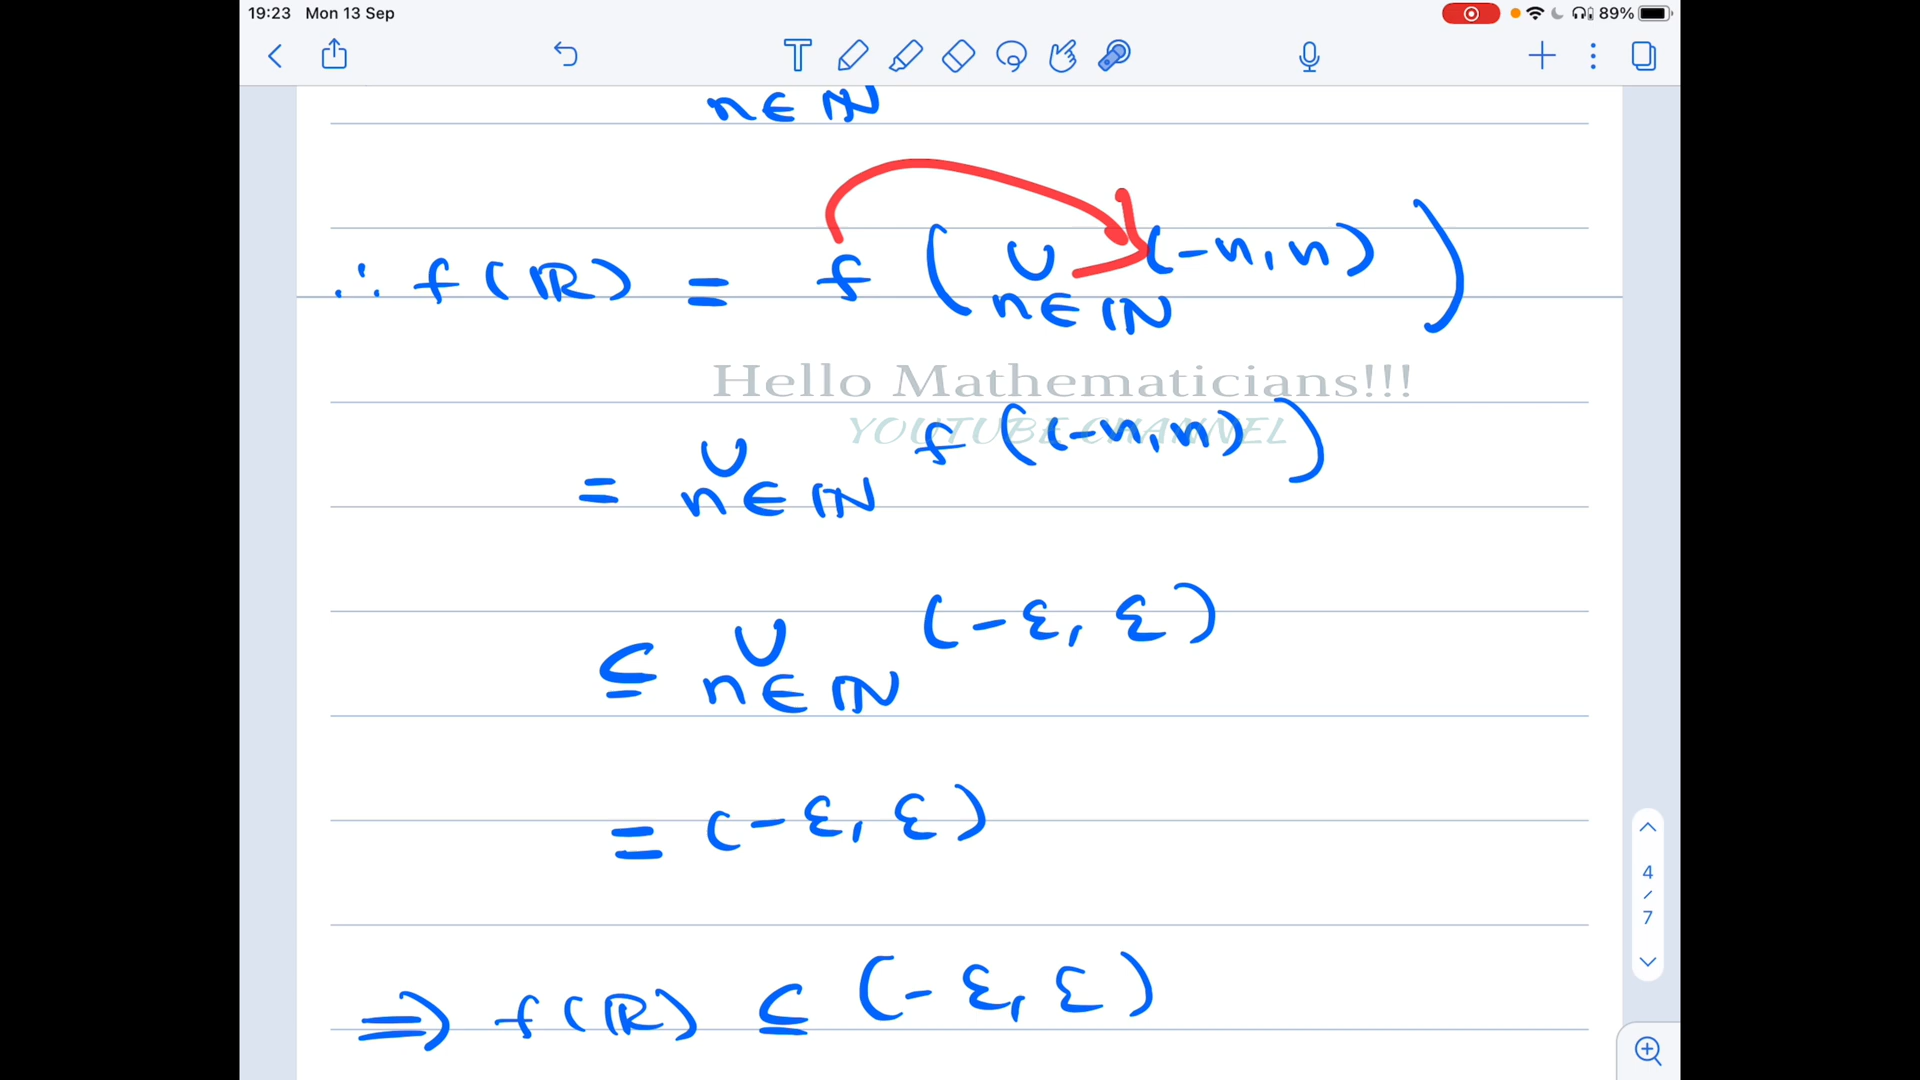 19:23 Mon 13 Sep 89%
n ∈ ℕ
∴ f(ℝ) = f ( ∪ (-n, n) )
n ∈ ℕ
Hello Mathematicians!!!
YOUTUBE CHANNEL
= ∪ f((-n, n))
n ∈ ℕ
⊆ ∪ (-ε, ε)
n ∈ ℕ
= (-ε, ε)
⇒ f(ℝ) ⊆ (-ε, ε)
4
/
7